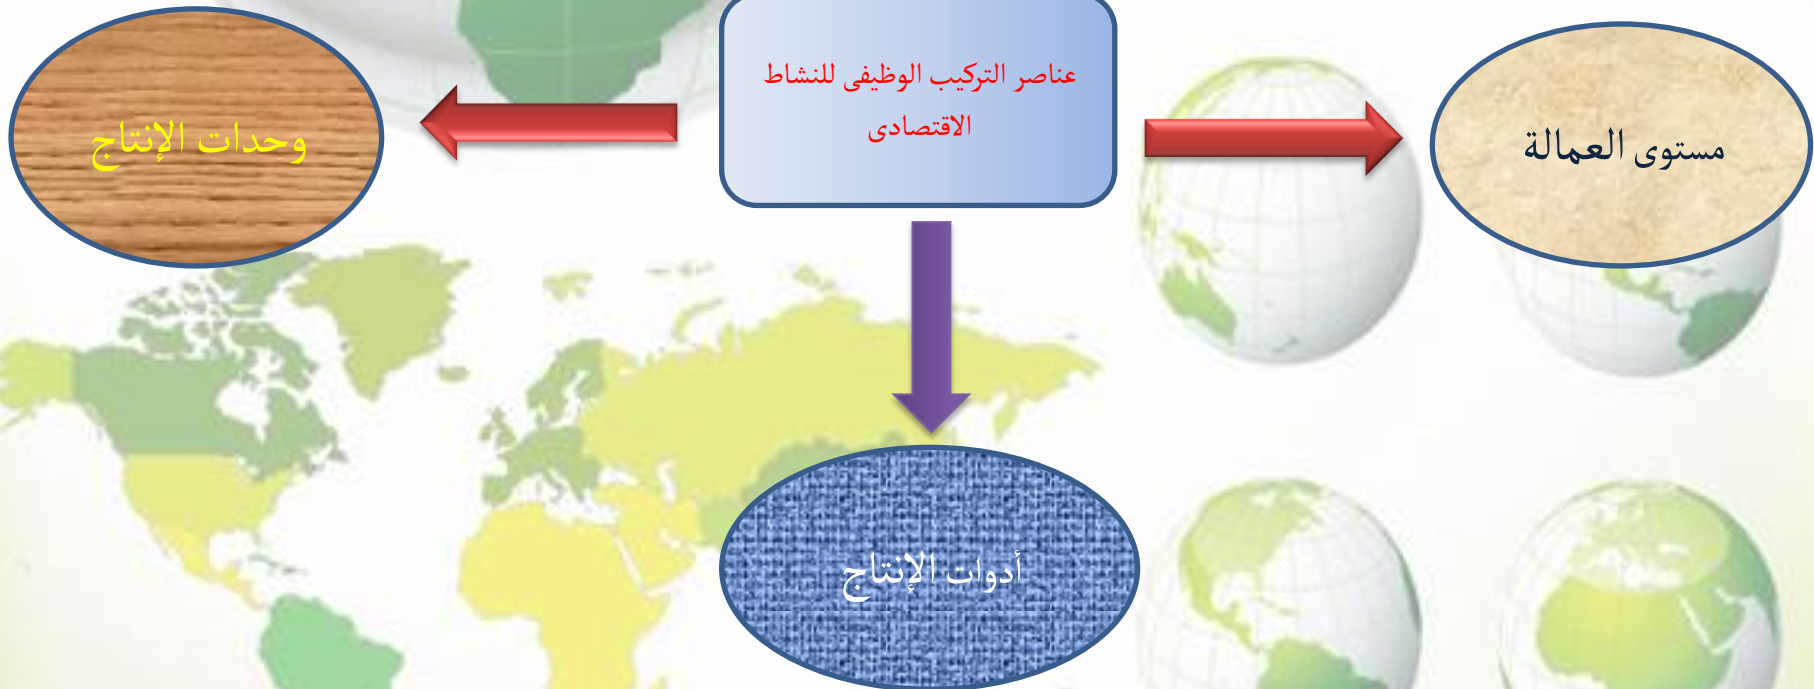 عناصر التركيب الوظيفى للنشاط
الاقتصادى
مستوى العمالة
وحدات الإنتاج
أدوات الإنتاج